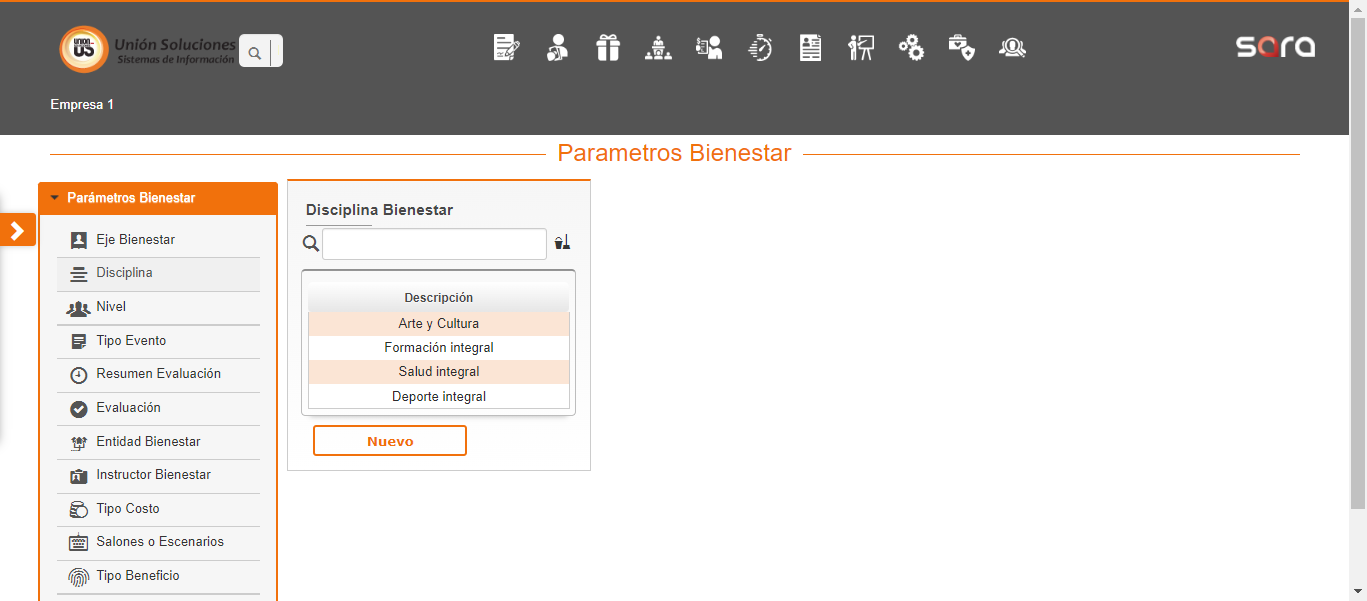 UNION
US
Unión Soluciones
Sistemas de Información
sara
Empresa 1
Parametros Bienestar
Parámetros Bienestar
Eje Bienestar
Disciplina
Nivel
Tipo Evento
Resumen Evaluación
Evaluación
Entidad Bienestar
Instructor Bienestar
Tipo Costo
Salones o Escenarios
Tipo Beneficio
Disciplina Bienestar
Descripción
Arte y Cultura
Formación integral
Salud integral
Deporte integral
Nuevo